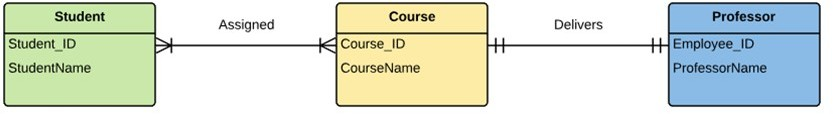 Student
Student_ID
StudentName
Assigned
Course
Course_ID
CourseName
Delivers
Professor
Employee_ID
ProfessorName